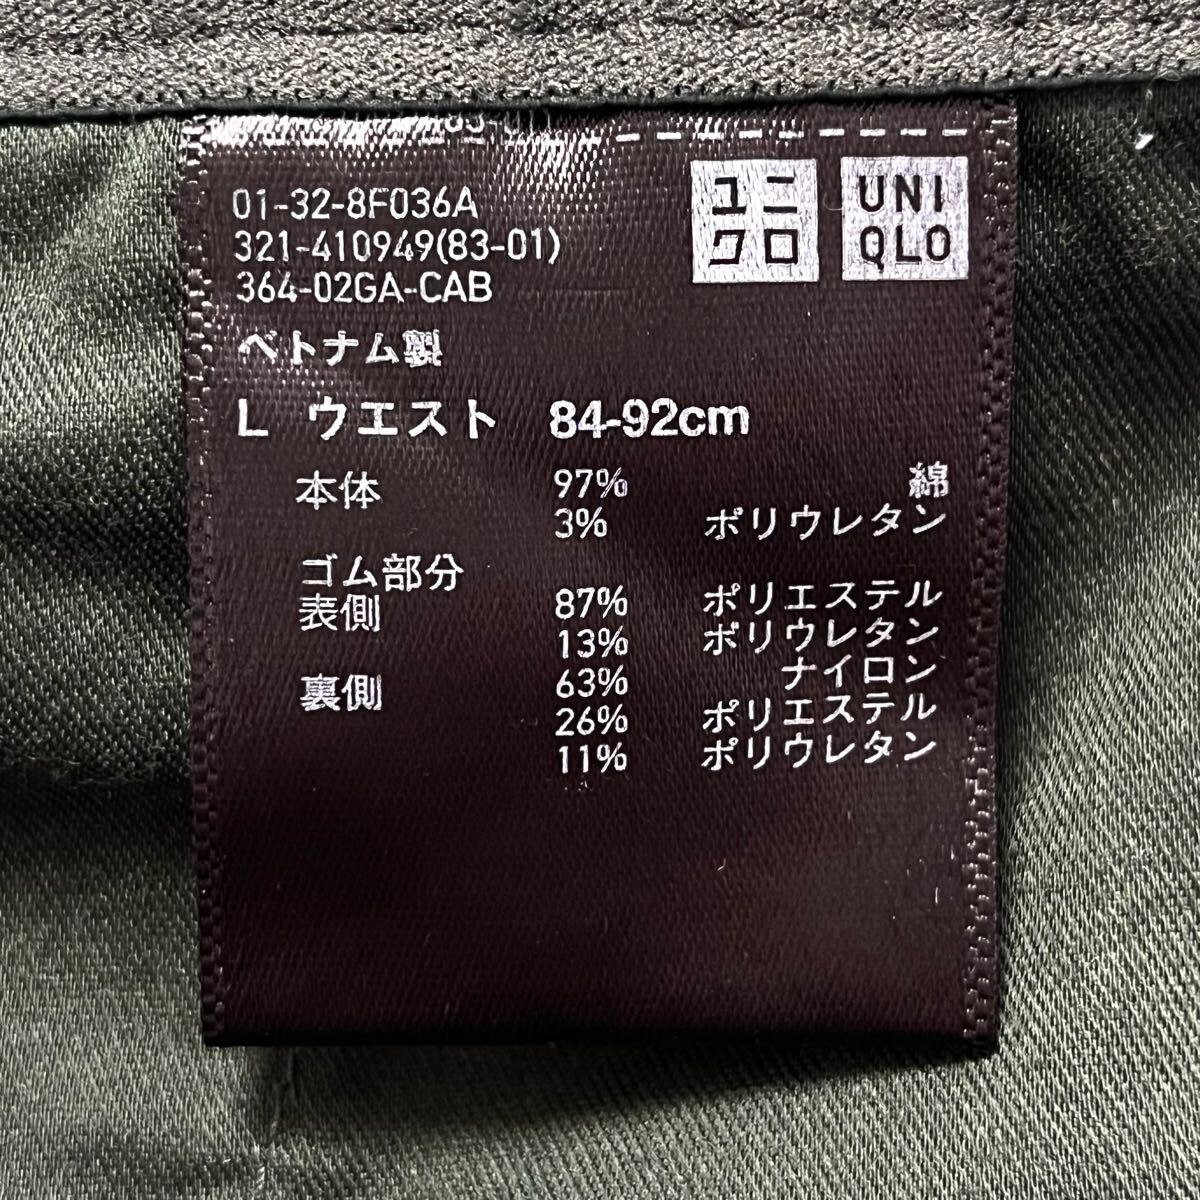 ユニ
クロ
UNI
QLO
01-32-8F036A
321-410949(83-01)
364-02GA-CAB
ベトナム製
L ウエスト 84-92cm
本体 97% 綿
3% ポリウレタン
ゴム部分
表側 87% ポリエステル
13% ポリウレタン
裏側 63% ナイロン
26% ポリエステル
11% ポリウレタン